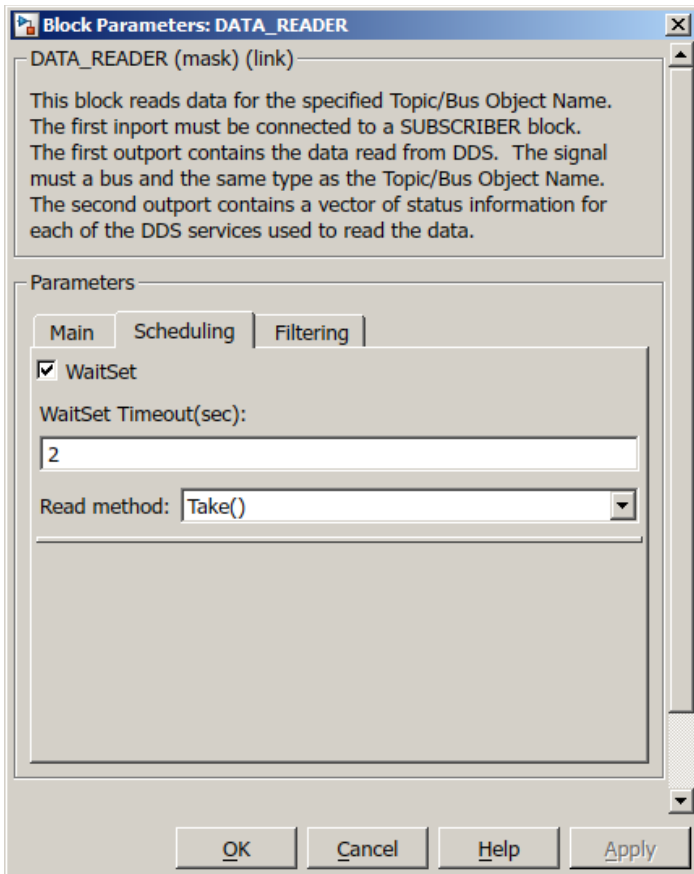 Block Parameters: DATA_READER
DATA_READER (mask) (link)
This block reads data for the specified Topic/Bus Object Name.
The first inport must be connected to a SUBSCRIBER block.
The first outport contains the data read from DDS.  The signal
must a bus and the same type as the Topic/Bus Object Name.
The second outport contains a vector of status information for
each of the DDS services used to read the data.
Parameters
Main Scheduling Filtering
WaitSet
WaitSet Timeout(sec):
2
Read method: Take()
OK Cancel Help Apply